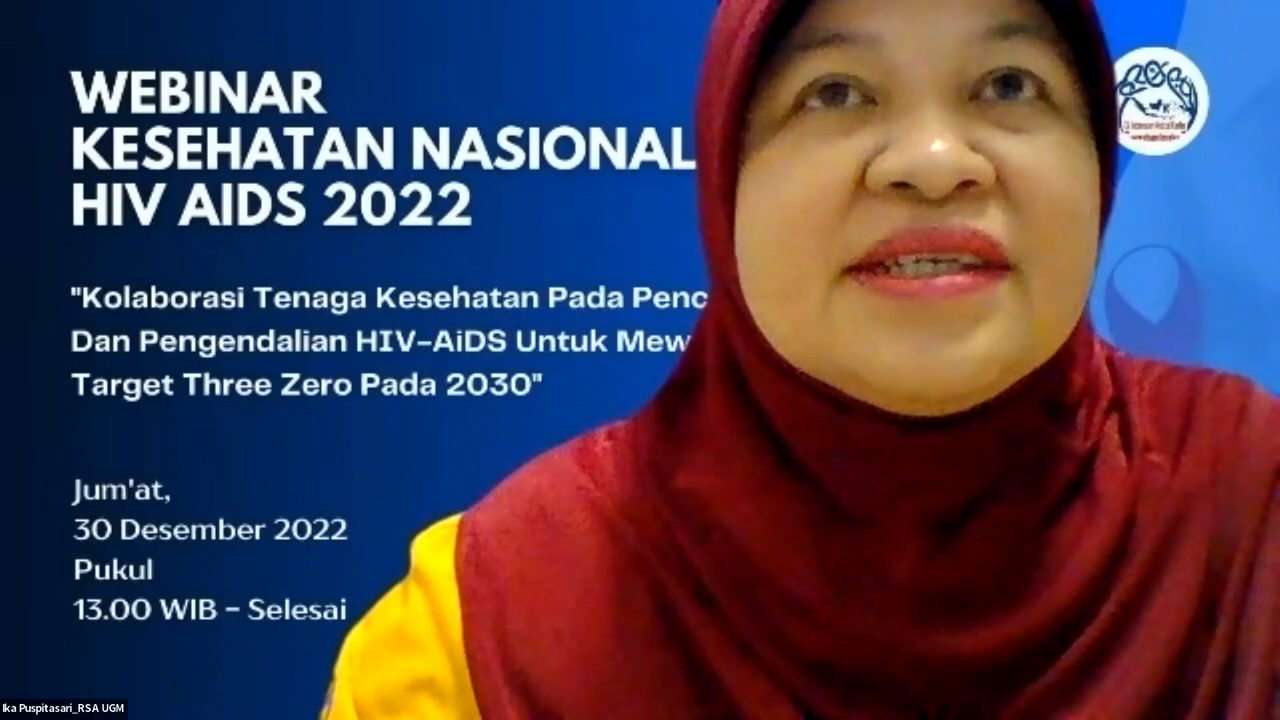 WEBINAR
KESEHATAN NASIONAL
HIV AIDS 2022
"Kolaborasi Tenaga Kesehatan Pada Penc
Dan Pengendalian HIV-AiDS Untuk Mew
Target Three Zero Pada 2030"
Jum'at,
30 Desember 2022
Pukul
13.00 WIB - Selesai
Ika Puspitasari_RSA UGM